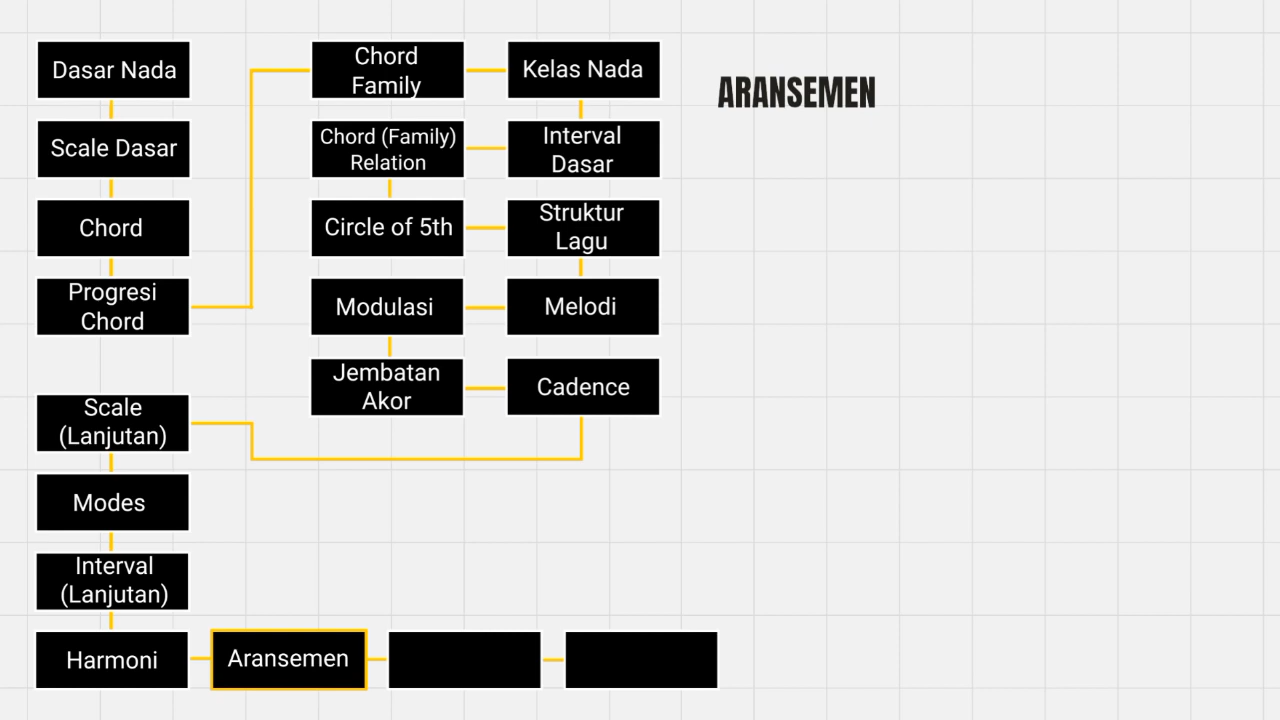 Dasar Nada
Scale Dasar
Chord
Progresi
Chord
Chord
Family
Kelas Nada
Chord (Family)
Relation
Interval
Dasar
Circle of 5th
Struktur
Lagu
Modulasi
Melodi
Jembatan
Akor
Cadence
Scale
(Lanjutan)
Modes
Interval
(Lanjutan)
Harmoni
Aransemen
ARANSEMEN